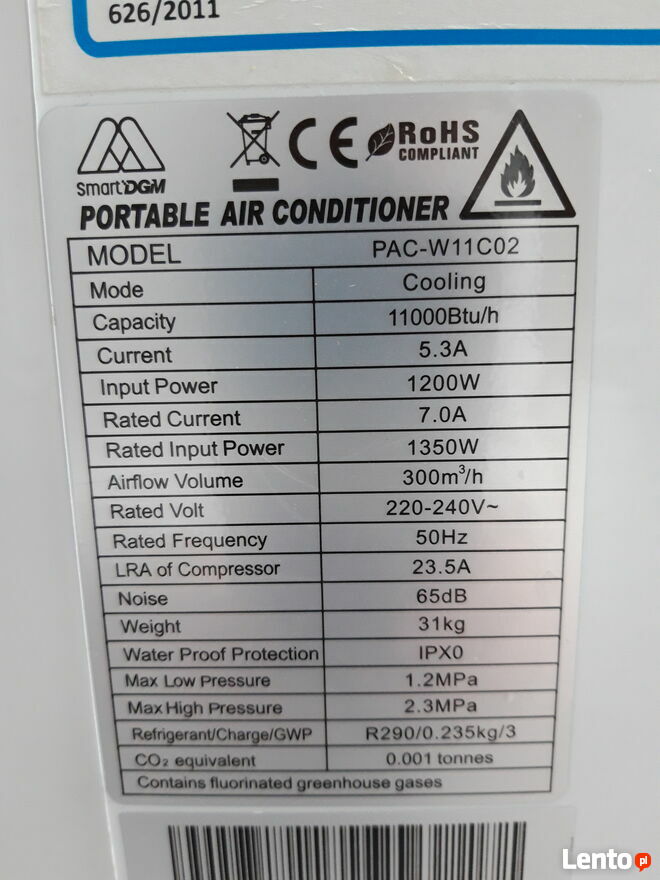 626/2011
smart DGM
CE
RoHS
COMPLIANT
PORTABLE AIR CONDITIONER
MODEL PAC-W11C02
Mode Cooling
Capacity 11000Btu/h
Current 5.3A
Input Power 1200W
Rated Current 7.0A
Rated Input Power 1350W
Airflow Volume 300m³/h
Rated Volt 220-240V~
Rated Frequency 50Hz
LRA of Compressor 23.5A
Noise 65dB
Weight 31kg
Water Proof Protection IPX0
Max Low Pressure 1.2MPa
Max High Pressure 2.3MPa
Refrigerant/Charge/GWP R290/0.235kg/3
CO₂ equivalent 0.001 tonnes
Contains fluorinated greenhouse gases
Lento pl